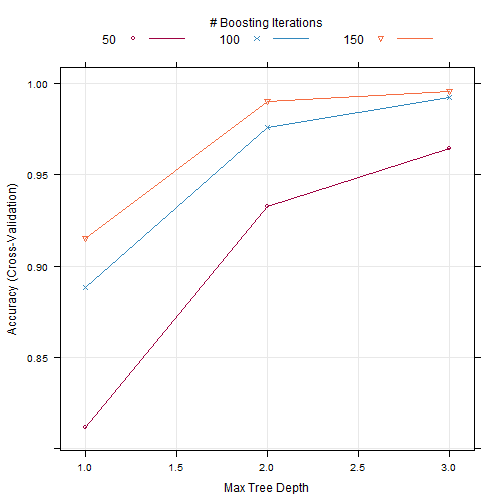 # Boosting Iterations
50 100 150
1.00
0.95
0.90
0.85
Accuracy (Cross-Validation)
1.0 1.5 2.0 2.5 3.0
Max Tree Depth